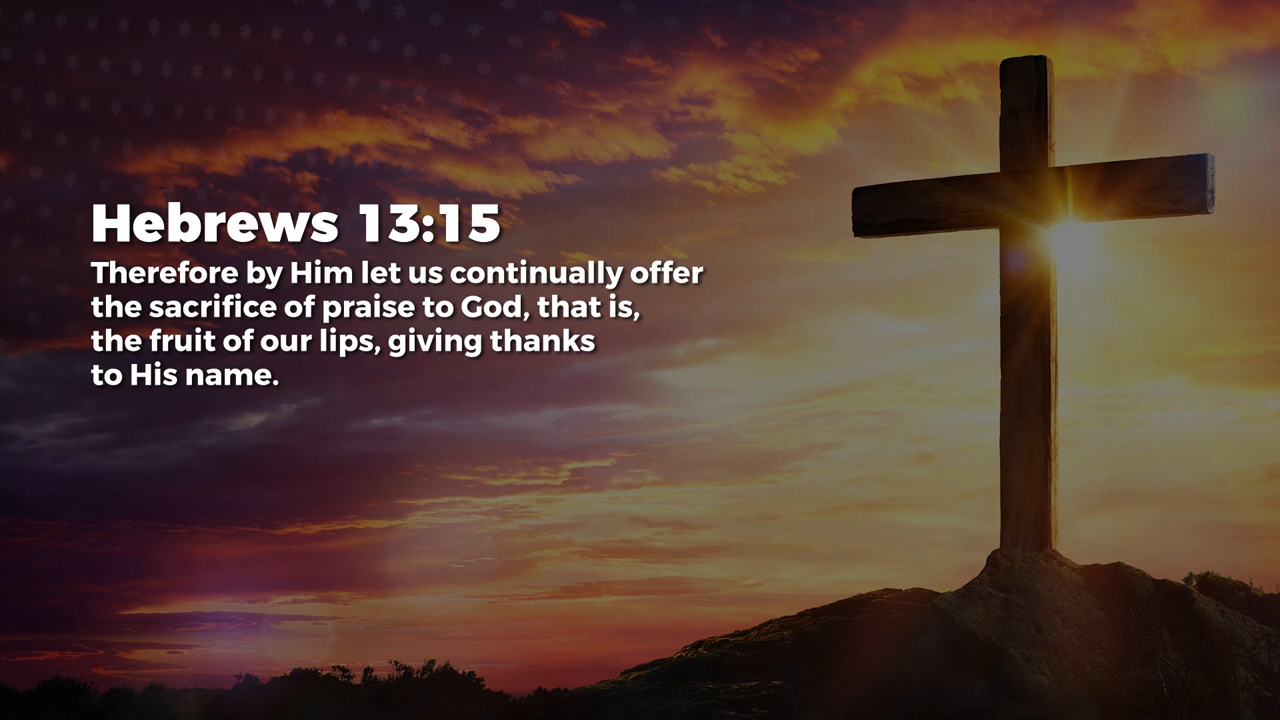 Hebrews 13:15
Therefore by Him let us continually offer
the sacrifice of praise to God, that is,
the fruit of our lips, giving thanks
to His name.